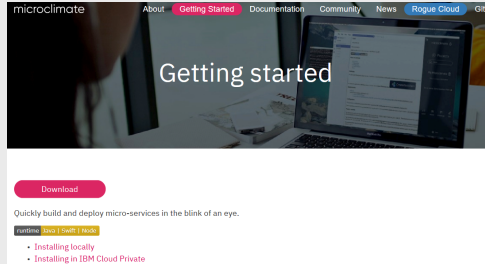 microclimate About Getting Started Documentation Community News Rogue Cloud Git
Getting started
Download
Quickly build and deploy micro-services in the blink of an eye.
runtime Java | Swift | Node
• Installing locally
• Installing in IBM Cloud Private